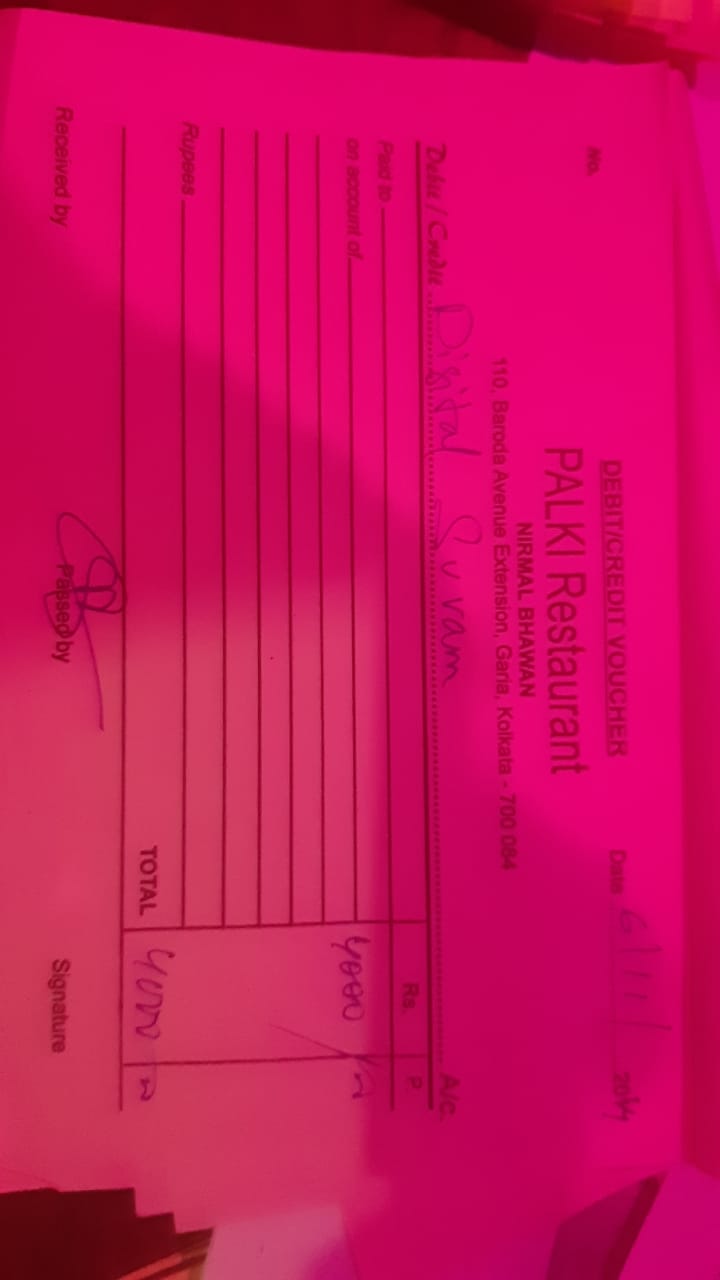 DEBIT/CREDIT VOUCHER
No. Date 6/11/ 2014
PALKI Restaurant
NIRMAL BHAWAN
110, Baroda Avenue Extension, Garia, Kolkata - 700 084
Debit / Credit Digital Suvam A/c.
Paid to Rs. P.
on account of 4000
Rupees
TOTAL 4000
Received by Passed by Signature